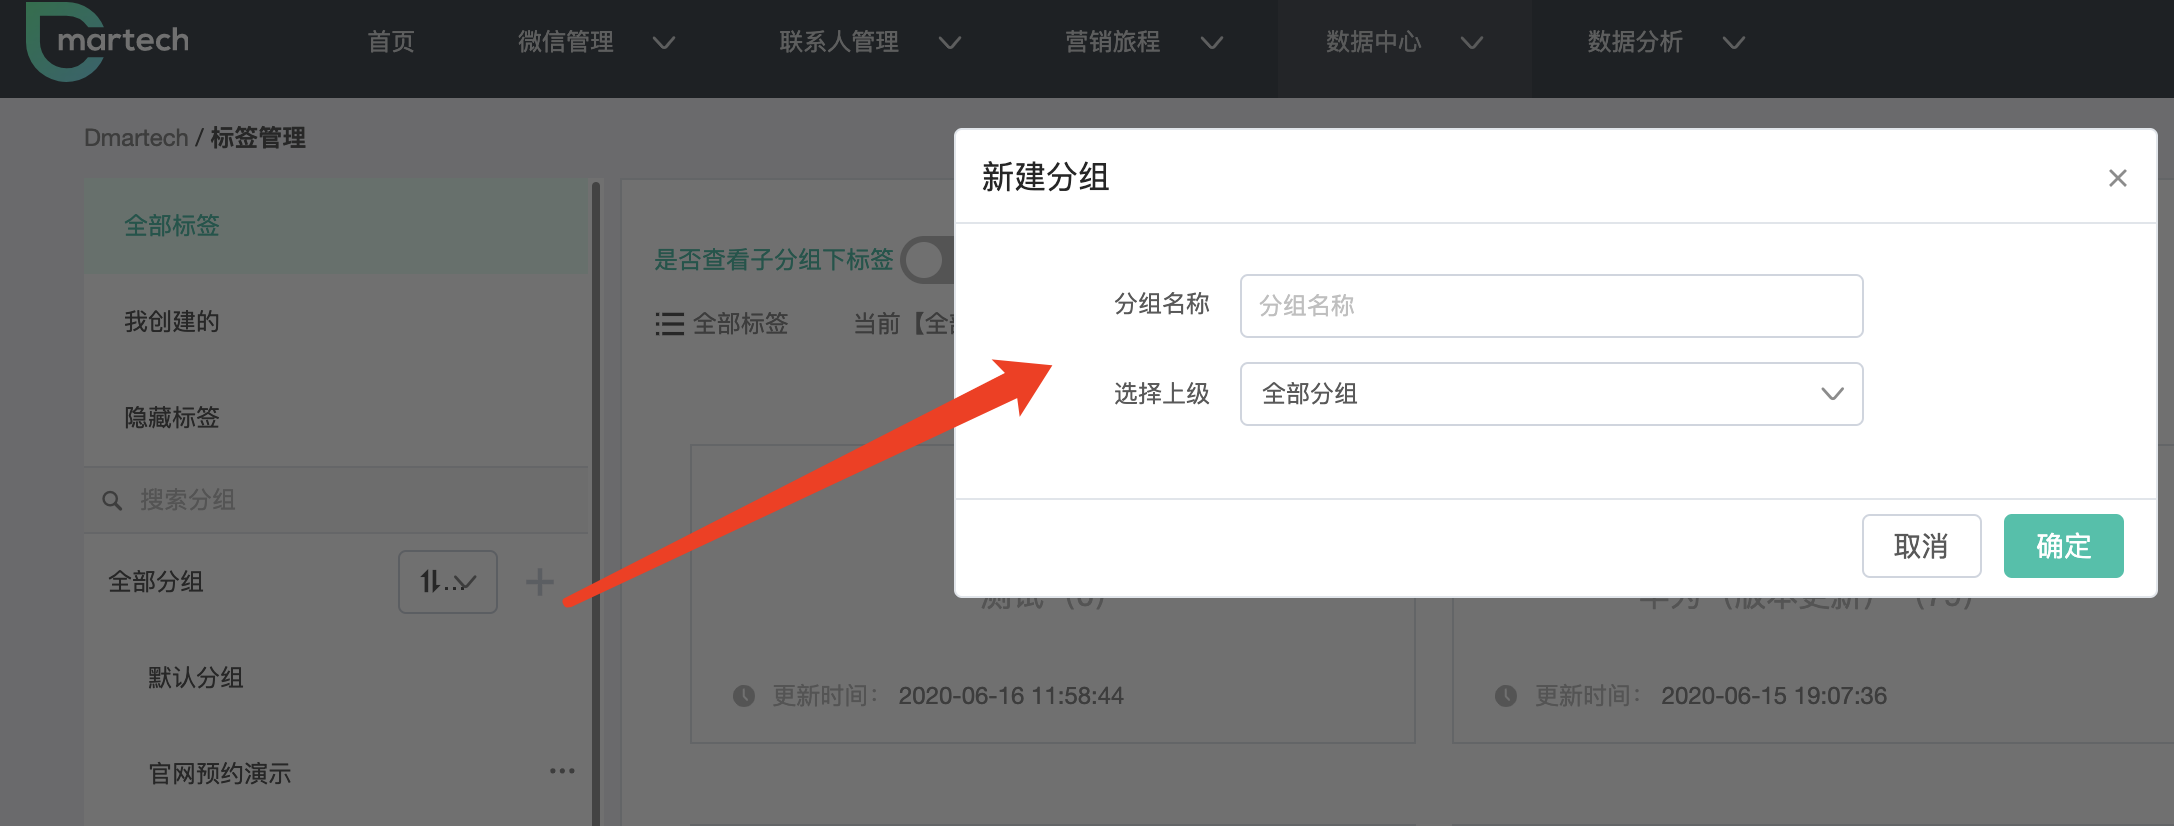 martech
首页
微信管理
联系人管理
营销旅程
数据中心
数据分析
Dmartech / 标签管理
全部标签
我创建的
隐藏标签
搜索分组
全部分组
...
默认分组
官网预约演示
是否查看子分组下标签
全部标签
当前【全
更新时间: 2020-06-16 11:58:44
更新时间: 2020-06-15 19:07:36
新建分组
分组名称
分组名称
选择上级
全部分组
取消
确定